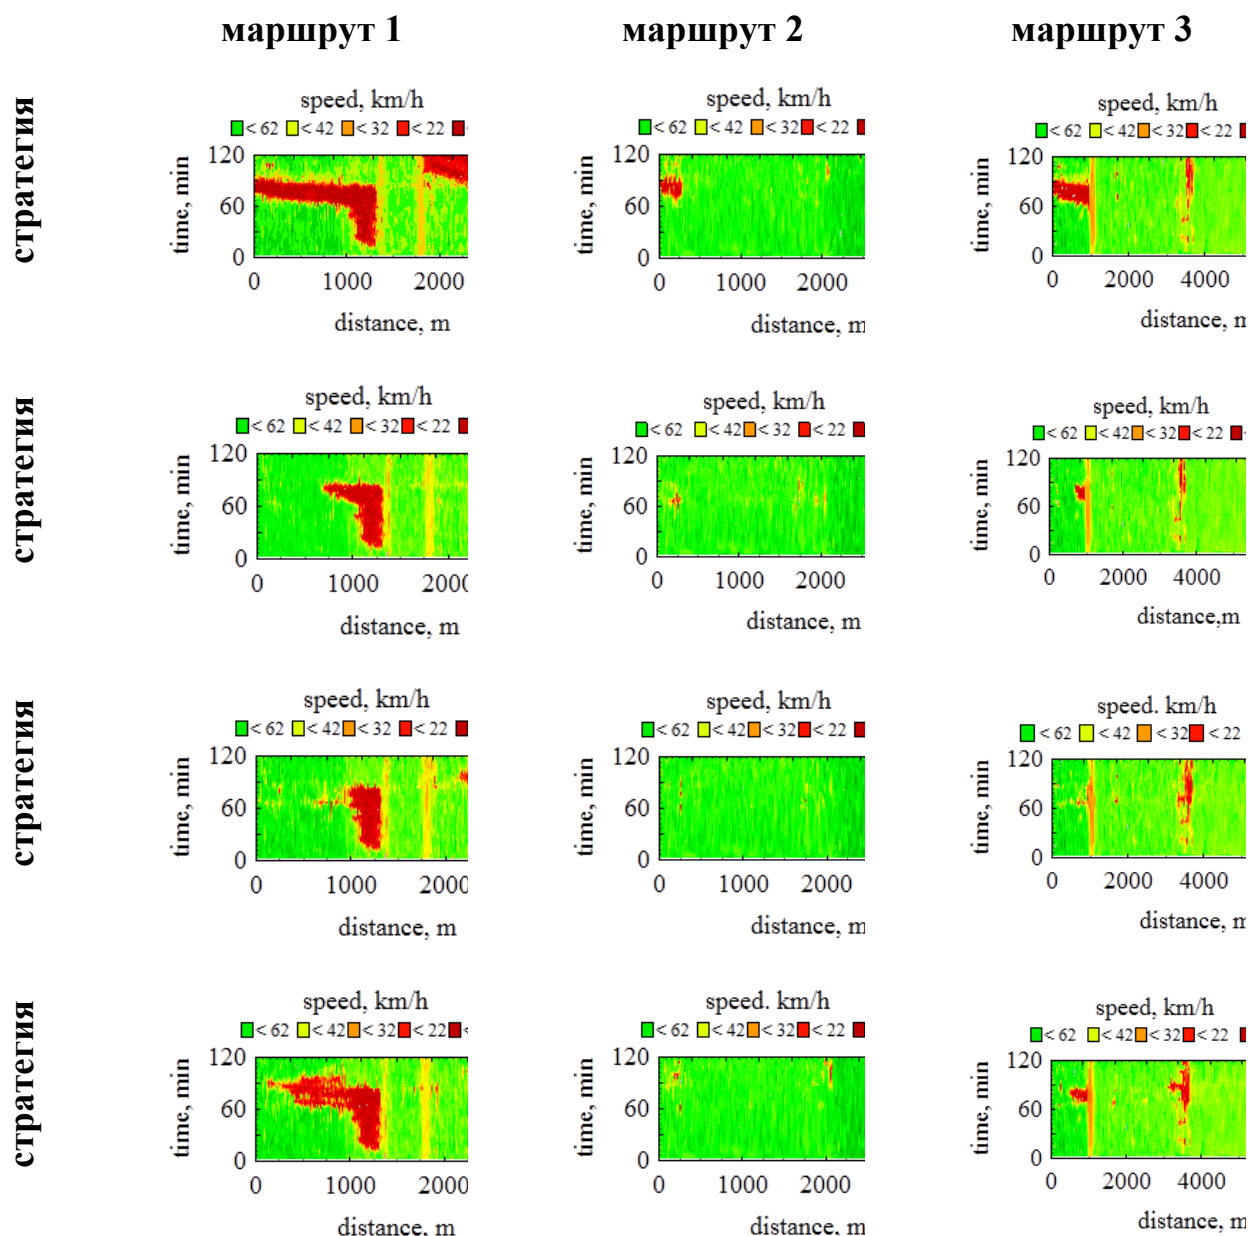 маршрут 1 маршрут 2 маршрут 3
стратегия
speed, km/h
< 62 < 42 < 32 < 22
time, min
120
60
0
0 1000 2000
distance, m
speed, km/h
< 62 < 42 < 32 < 22
time, min
120
60
0
0 1000 2000
distance, m
speed, km/h
< 62 < 42 < 32 < 22
time, min
120
60
0
0 2000 4000
distance, m
стратегия
speed, km/h
< 62 < 42 < 32 < 22
time, min
120
60
0
0 1000 2000
distance, m
speed, km/h
< 62 < 42 < 32 < 22
time, min
120
60
0
0 1000 2000
distance, m
speed, km/h
< 62 < 42 < 32 < 22 <
time, min
120
60
0
0 2000 4000
distance,m
стратегия
speed, km/h
< 62 < 42 < 32 < 22
time, min
120
60
0
0 1000 2000
distance, m
speed, km/h
< 62 < 42 < 32 < 22
time, min
120
60
0
0 1000 2000
distance, m
speed. km/h
< 62 < 42 < 32 < 22
time, min
120
60
0
0 2000 4000
distance, m
стратегия
speed, km/h
< 62 < 42 < 32 < 22 <
time, min
120
60
0
0 1000 2000
distance, m
speed. km/h
< 62 < 42 < 32 < 22
time, min
120
60
0
0 1000 2000
distance, m
speed, km/h
< 62 < 42 < 32 < 22
time, min
120
60
0
0 2000 4000
distance, m